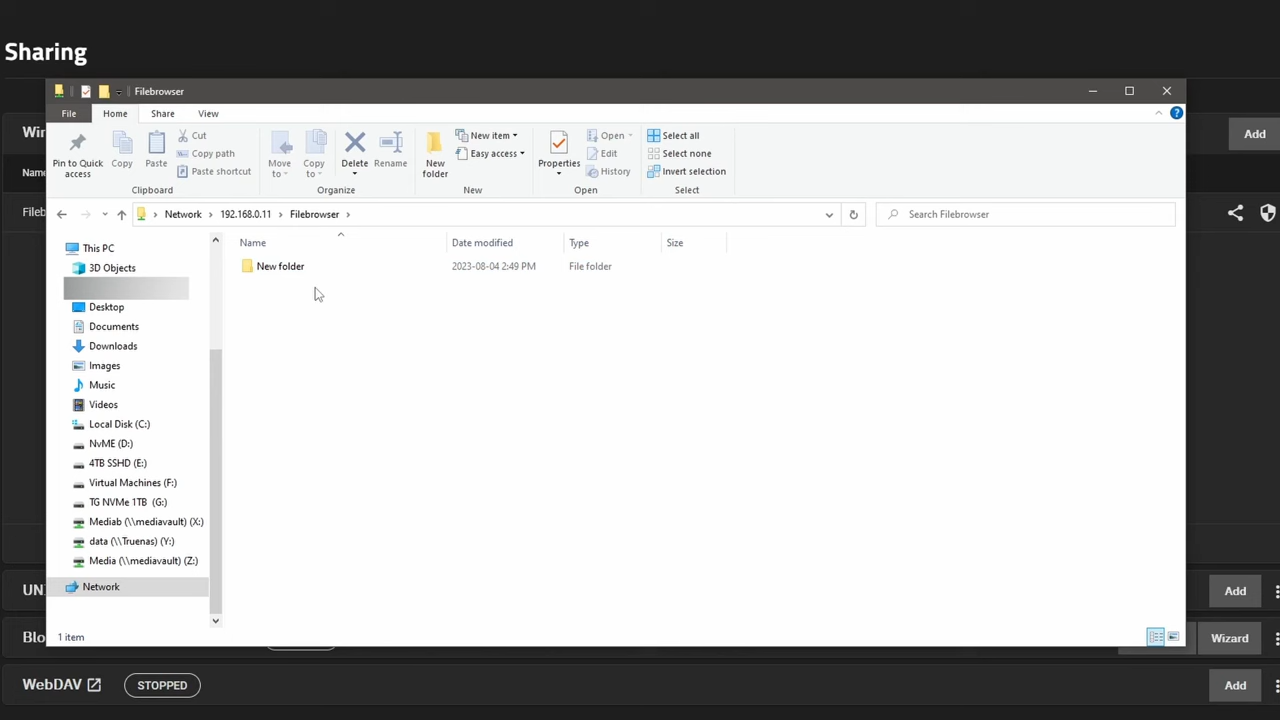 Sharing
Filebrowser
File Home Share View
Pin to Quick access
Copy
Paste
Cut
Copy path
Paste shortcut
Clipboard
Move to
Copy to
Delete
Rename
Organize
New folder
New item
Easy access
New
Properties
Open
Edit
History
Open
Select all
Select none
Invert selection
Select
Network > 192.168.0.11 > Filebrowser >
Search Filebrowser
Name Date modified Type Size
New folder 2023-08-04 2:49 PM File folder
This PC
3D Objects
Desktop
Documents
Downloads
Images
Music
Videos
Local Disk (C:)
NvME (D:)
4TB SSHD (E:)
Virtual Machines (F:)
TG NVMe 1TB (G:)
Mediab (\\mediavault) (X:)
data (\\Truenas) (Y:)
Media (\\mediavault) (Z:)
Network
1 item
Add
Add
Wizard
WebDAV STOPPED Add